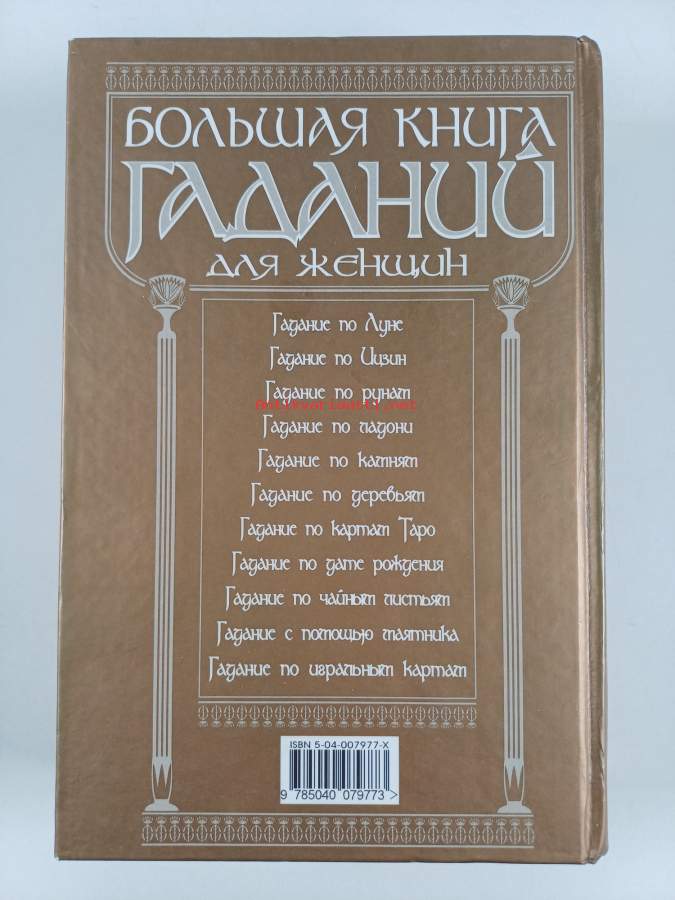 БОЛЬШАЯ КНИГА
ГАДАНИЙ
ДЛЯ ЖЕНЩИН
Гадание по Луне
Гадание по Ицзин
Гадание по рунам
antikvariaatj.net
Гадание по ладони
Гадание по камням
Гадание по деревьям
Гадание по картам Таро
Гадание по дате рождения
Гадание по чайным листьям
Гадание с помощью маятника
Гадание по игральным картам
ISBN 5-04-007977-X
9 785040 079773 >